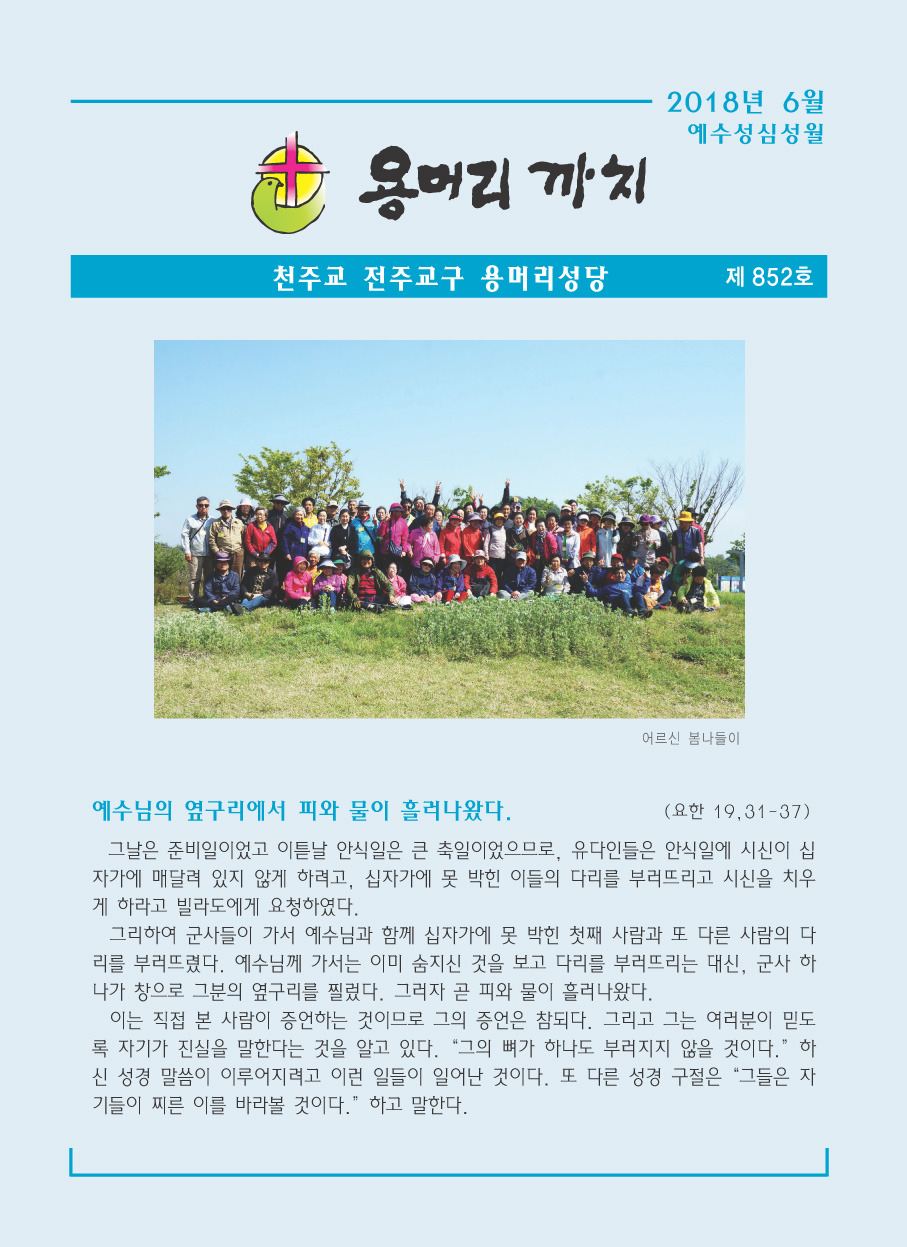 2018년 6월
예수성심성월
용머리 까치
천주교 전주교구 용머리성당 제 852호
어르신 봄나들이
예수님의 옆구리에서 피와 물이 흘러나왔다. (요한 19,31-37)
그날은 준비일이었고 이튿날 안식일은 큰 축일이었으므로, 유다인들은 안식일에 시신이 십
자가에 매달려 있지 않게 하려고, 십자가에 못 박힌 이들의 다리를 부러뜨리고 시신을 치우
게 하라고 빌라도에게 요청하였다.
그리하여 군사들이 가서 예수님과 함께 십자가에 못 박힌 첫째 사람과 또 다른 사람의 다
리를 부러뜨렸다. 예수님께 가서는 이미 숨지신 것을 보고 다리를 부러뜨리는 대신, 군사 하
나가 창으로 그분의 옆구리를 찔렀다. 그러자 곧 피와 물이 흘러나왔다.
이는 직접 본 사람이 증언하는 것이므로 그의 증언은 참되다. 그리고 그는 여러분이 믿도
록 자기가 진실을 말한다는 것을 알고 있다. “그의 뼈가 하나도 부러지지 않을 것이다.” 하
신 성경 말씀이 이루어지려고 이런 일들이 일어난 것이다. 또 다른 성경 구절은 “그들은 자
기들이 찌른 이를 바라볼 것이다.” 하고 말한다.